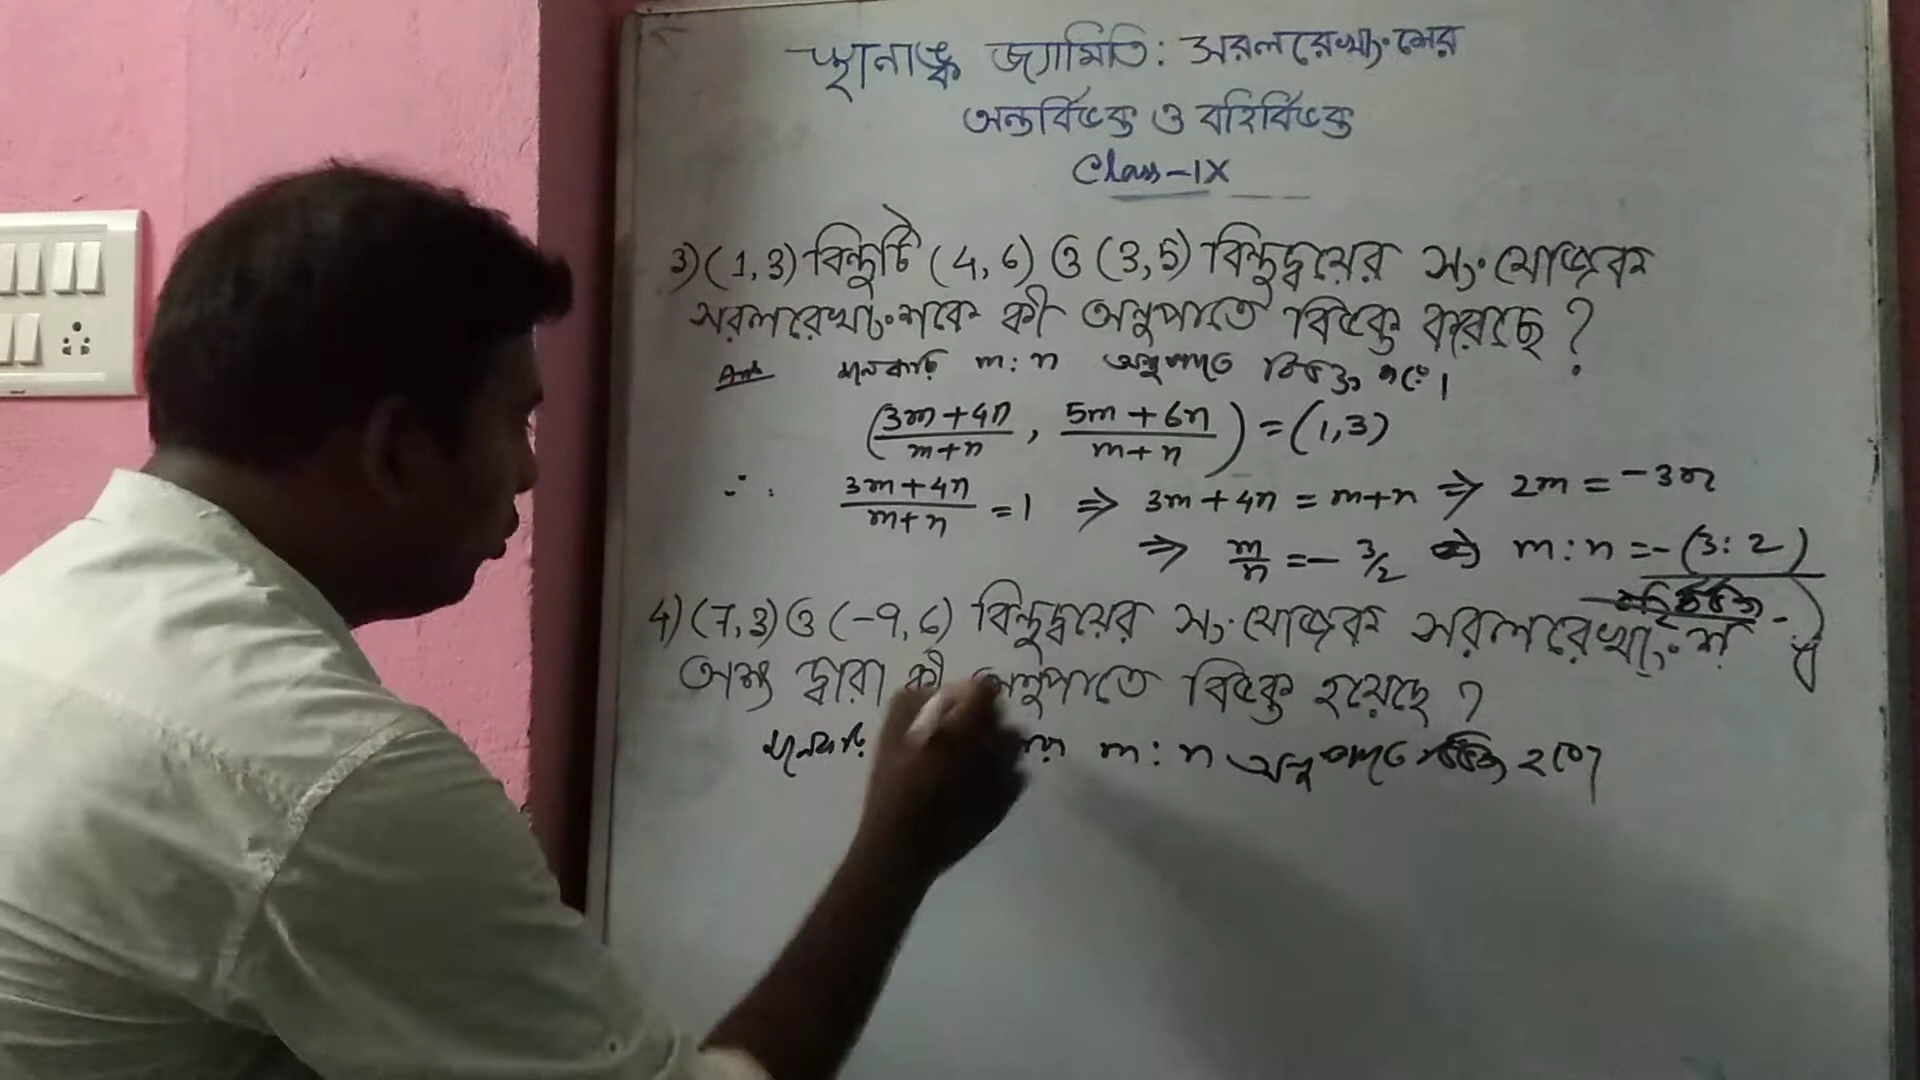 স্থানাঙ্ক জ্যামিতি: সরলরেখাংশের
অন্তর্বিভক্ত ও বহির্বিভক্ত
Class-IX
3) (1,3) বিন্দুটি (4,6) ও (3,5) বিন্দুদ্বয়ের সংযোজক
সরলরেখাংশকে কী অনুপাতে বিভক্ত করেছে?
Ans মনেকরি m:n অনুপাতে বিভক্ত করে।
(3m+4n/m+n, 5m+6n/m+n) = (1,3)
∴ 3m+4n/m+n = 1 ⇒ 3m+4n = m+n ⇒ 2m = -3n
⇒ m/n = - 3/2 ⇒ m:n = -(3:2)
4) (7,3) ও (-9,6) বিন্দুদ্বয়ের সংযোজক সরলরেখাংশ y
অক্ষ দ্বারা কী অনুপাতে বিভক্ত হয়েছে?
মনেকরি m:n অনুপাতে বিভক্ত হবে।